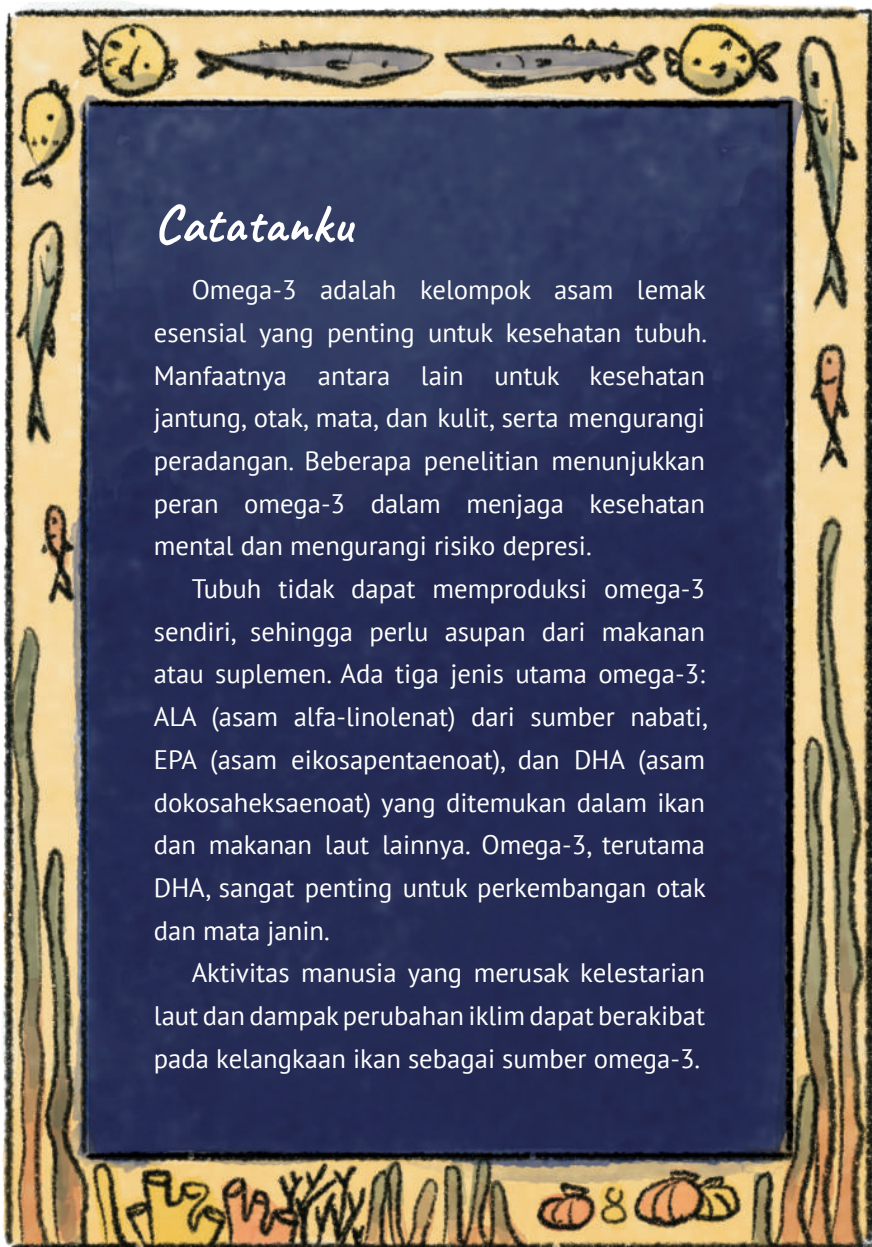 Catatanku
Omega-3 adalah kelompok asam lemak
esensial yang penting untuk kesehatan tubuh.
Manfaatnya antara lain untuk kesehatan
jantung, otak, mata, dan kulit, serta mengurangi
peradangan. Beberapa penelitian menunjukkan
peran omega-3 dalam menjaga kesehatan
mental dan mengurangi risiko depresi.
Tubuh tidak dapat memproduksi omega-3
sendiri, sehingga perlu asupan dari makanan
atau suplemen. Ada tiga jenis utama omega-3:
ALA (asam alfa-linolenat) dari sumber nabati,
EPA (asam eikosapentaenoat), dan DHA (asam
dokosaheksaenoat) yang ditemukan dalam ikan
dan makanan laut lainnya. Omega-3, terutama
DHA, sangat penting untuk perkembangan otak
dan mata janin.
Aktivitas manusia yang merusak kelestarian
laut dan dampak perubahan iklim dapat berakibat
pada kelangkaan ikan sebagai sumber omega-3.
8